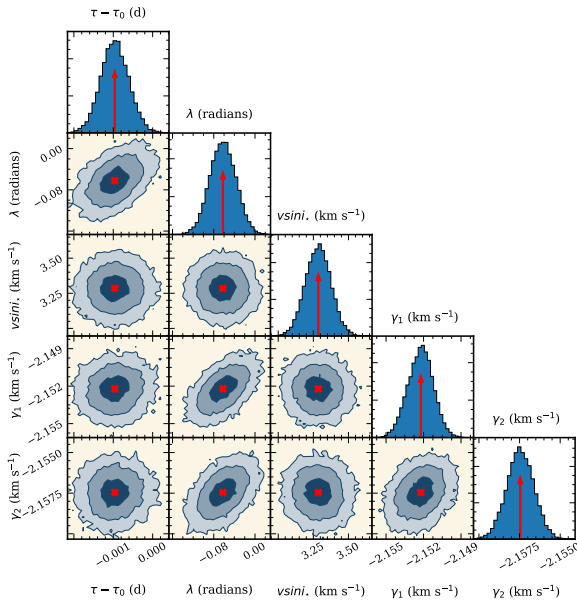 τ − τ₀ (d)
λ (radians)
vsini⋆ (km s⁻¹)
γ₁ (km s⁻¹)
γ₂ (km s⁻¹)
λ (radians)
0.00
−0.08
vsini⋆ (km s⁻¹)
3.50
3.25
γ₁ (km s⁻¹)
−2.149
−2.152
−2.155
γ₂ (km s⁻¹)
−2.1550
−2.1575
−0.001 0.000 −0.08 0.00 3.25 3.50 −2.155 −2.152 −2.149 −2.1575 −2.1550
τ − τ₀ (d) λ (radians) vsini⋆ (km s⁻¹) γ₁ (km s⁻¹) γ₂ (km s⁻¹)